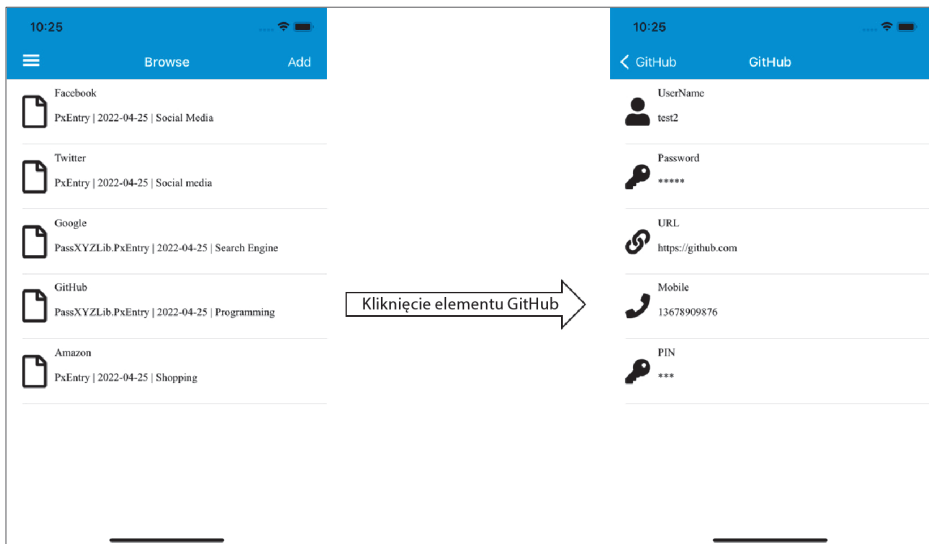 10:25
Browse
Add
Facebook
PxEntry | 2022-04-25 | Social Media
Twitter
PxEntry | 2022-04-25 | Social media
Google
PassXYZLib.PxEntry | 2022-04-25 | Search Engine
GitHub
PassXYZLib.PxEntry | 2022-04-25 | Programming
Amazon
PxEntry | 2022-04-25 | Shopping
Kliknięcie elementu GitHub
10:25
GitHub
GitHub
UserName
test2
Password
*****
URL
https://github.com
Mobile
13678909876
PIN
***